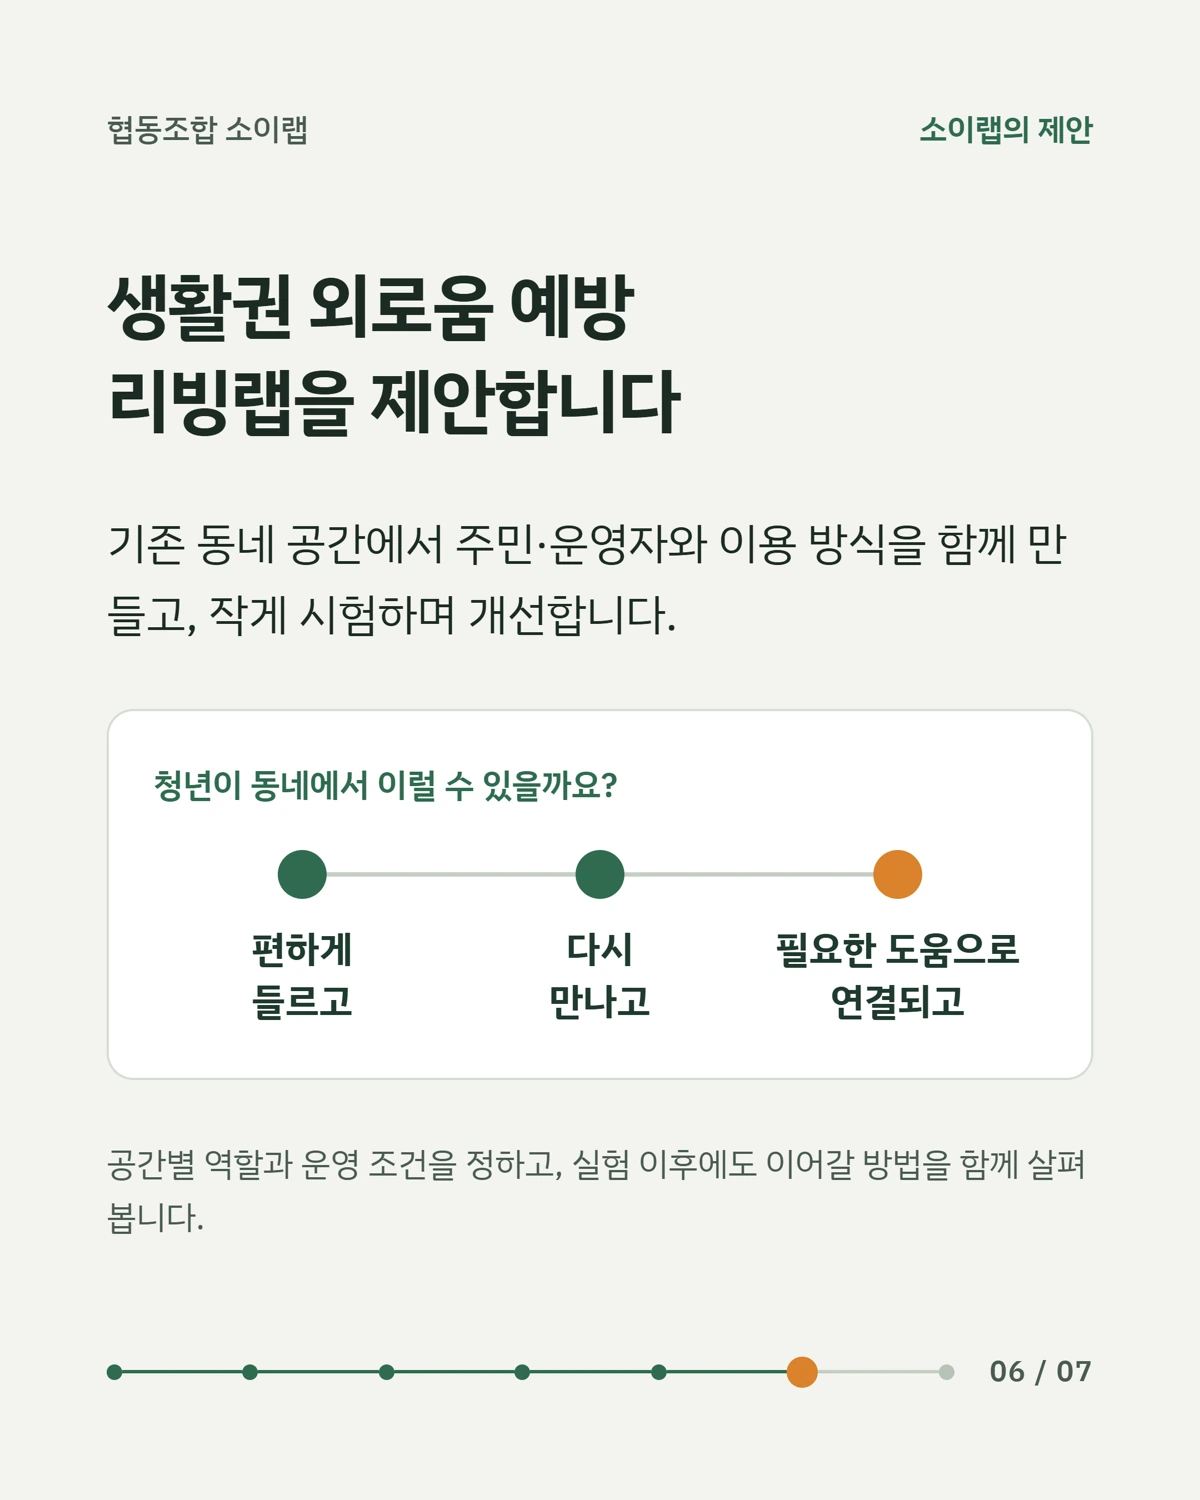 협동조합 소이랩
소이랩의 제안
생활권 외로움 예방
리빙랩을 제안합니다
기존 동네 공간에서 주민·운영자와 이용 방식을 함께 만
들고, 작게 시험하며 개선합니다.
청년이 동네에서 이럴 수 있을까요?
편하게
들르고
다시
만나고
필요한 도움으로
연결되고
공간별 역할과 운영 조건을 정하고, 실험 이후에도 이어갈 방법을 함께 살펴
봅니다.
06 / 07